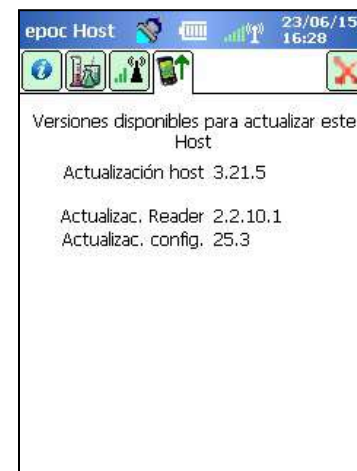 epoc Host
23/06/15
16:28
Versiones disponibles para actualizar este
Host
Actualización host 3.21.5
Actualizac. Reader 2.2.10.1
Actualizac. config. 25.3